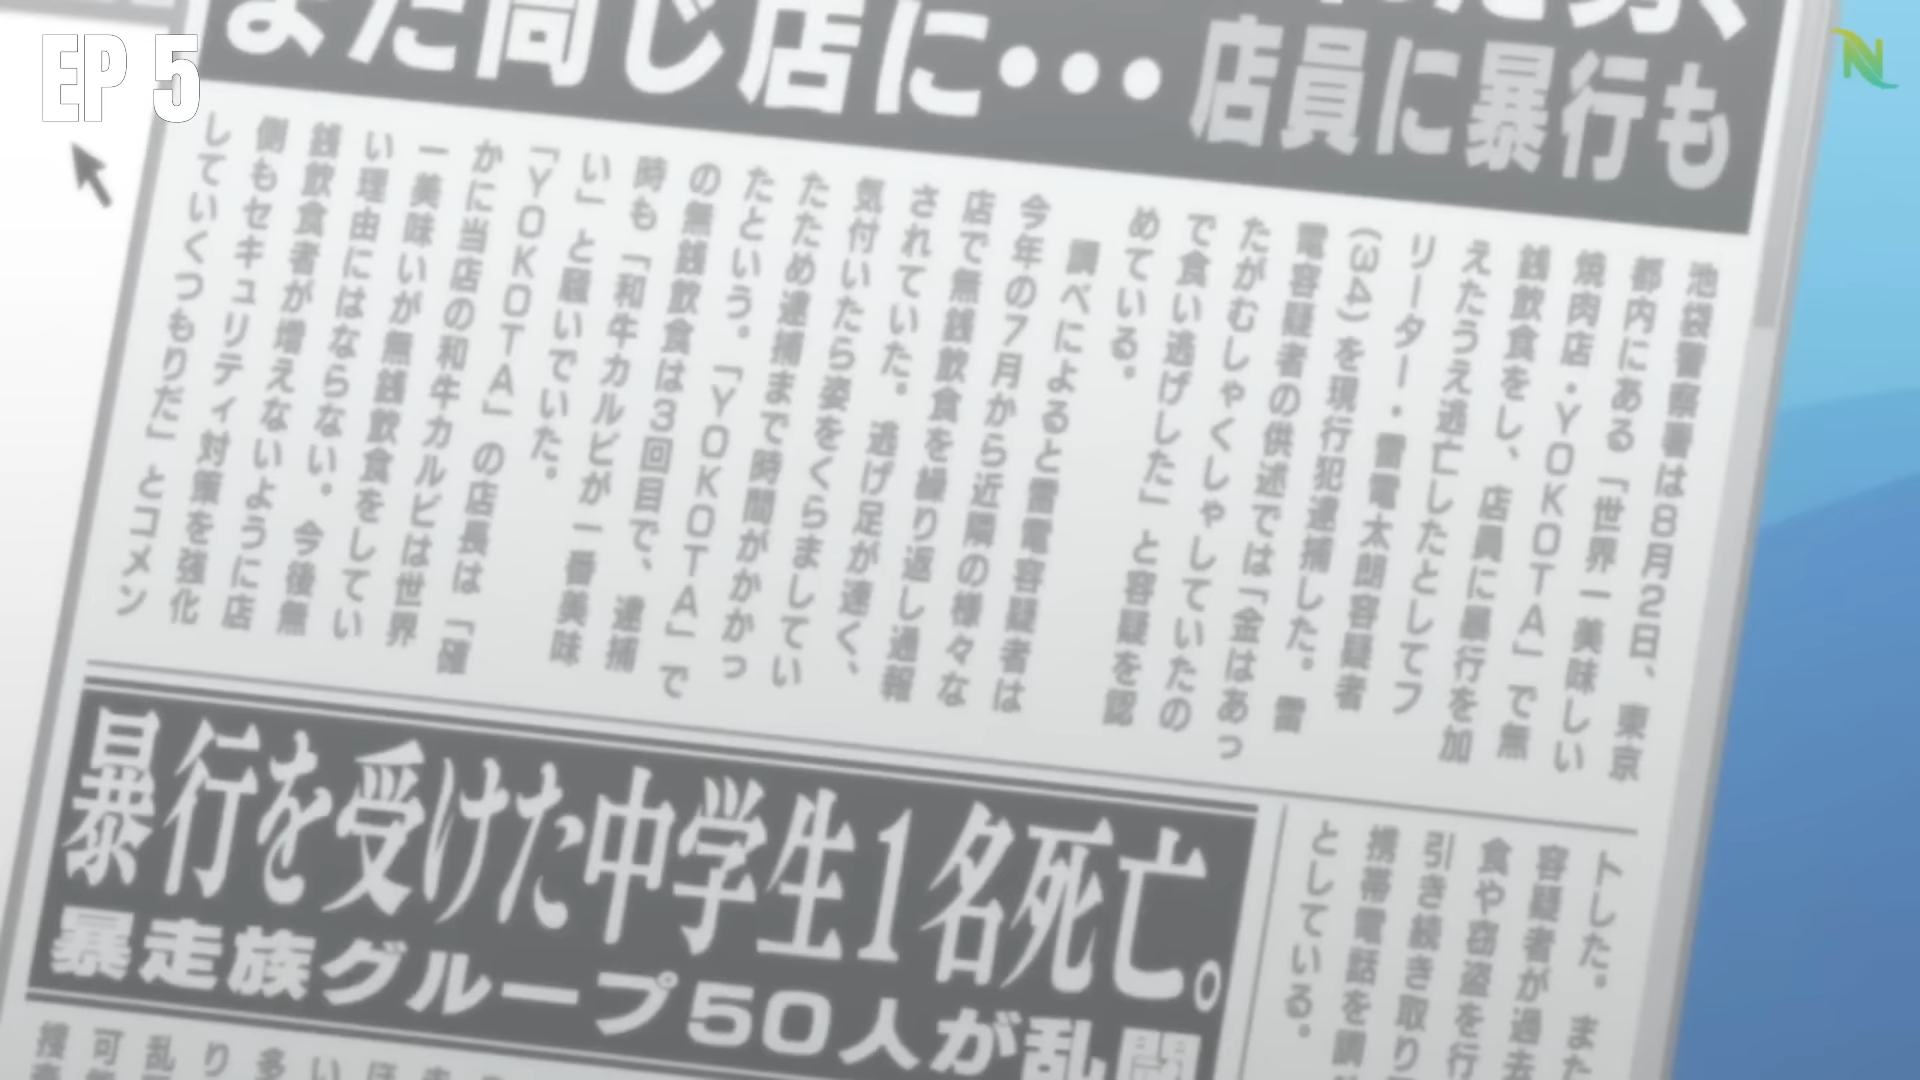 EP 5
また同じ店に・・・
店員に暴行も
池袋警察署は8月2日、東京
都内にある「世界一美味しい
焼肉店・YOKOTA」で無
銭飲食をし、店員に暴行を加
えたうえ逃亡したとしてフ
リーター・雷電太朗容疑者
(34)を現行犯逮捕した。雷
電容疑者の供述では「金はあっ
たがむしゃくしゃしていたの
で食い逃げした」と容疑を認
めている。
調べによると雷電容疑者は
今年の7月から近隣の様々な
店で無銭飲食を繰り返し通報
されていた。逃げ足が速く、
気付いたら姿をくらましてい
たため逮捕まで時間がかかっ
たという。「YOKOTA」で
の無銭飲食は3回目で、逮捕
時も「和牛カルビが一番美味
い」と騒いでいた。
「YOKOTA」の店長は「確
かに当店の和牛カルビは世界
一美味いが無銭飲食をしてい
い理由にはならない。今後無
銭飲食者が増えないように店
側もセキュリティ対策を強化
していくつもりだ」とコメン
トした。また
容疑者が過去
食や窃盗を行
引き続き取り
携帯電話を調
としている。
暴行を受けた中学生1名死亡。
暴走族グループ50人が乱闘